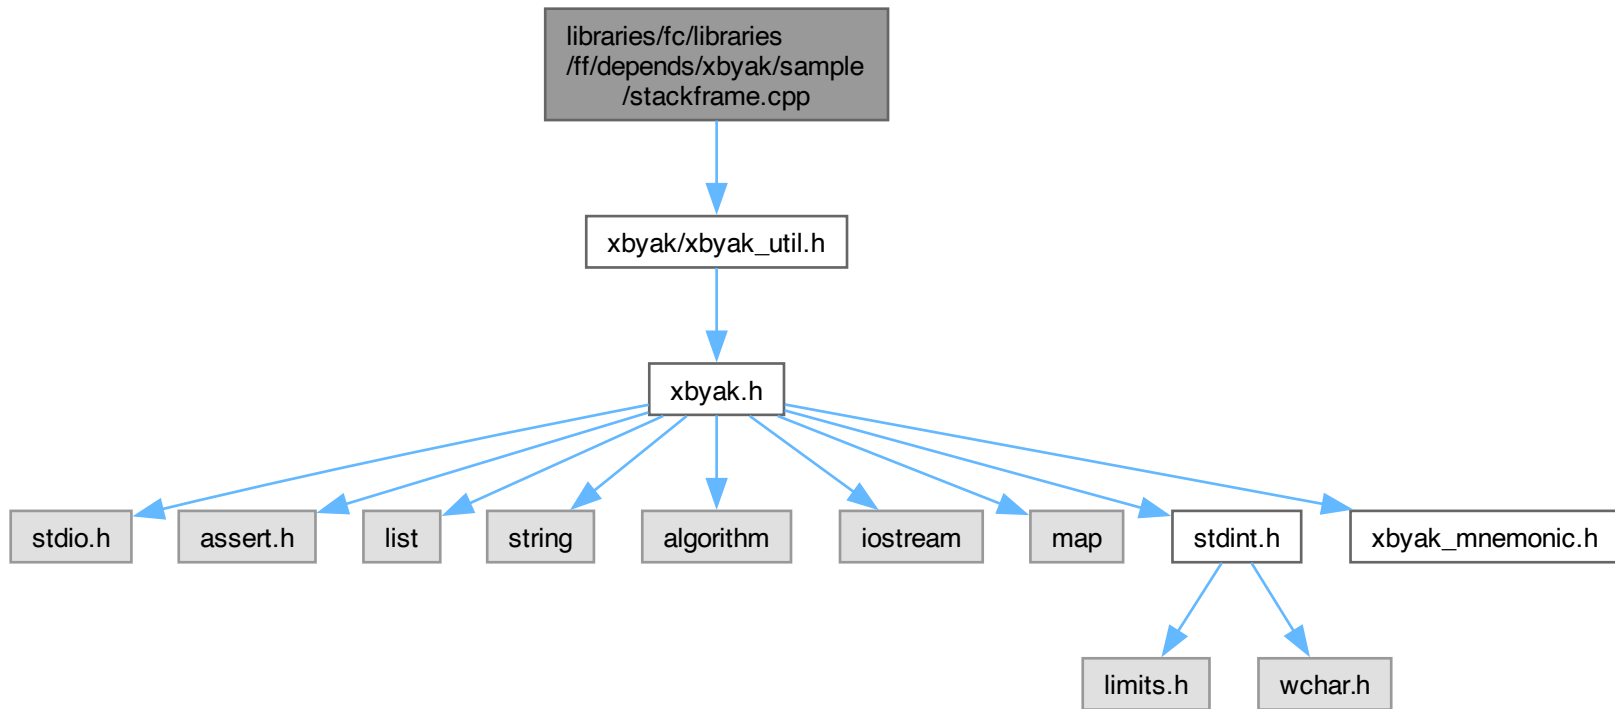 libraries/fc/libraries
/ff/depends/xbyak/sample
/stackframe.cpp
xbyak/xbyak_util.h
xbyak.h
stdio.h
assert.h
list
string
algorithm
iostream
map
stdint.h
xbyak_mnemonic.h
limits.h
wchar.h